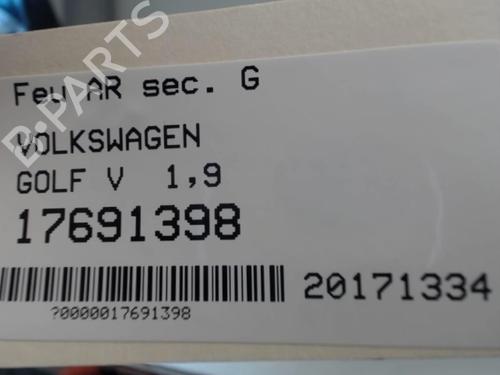 Feu AR sec. G
VOLKSWAGEN
GOLF V 1,9
17691398
20171334
?0000017691398
B-PARTS